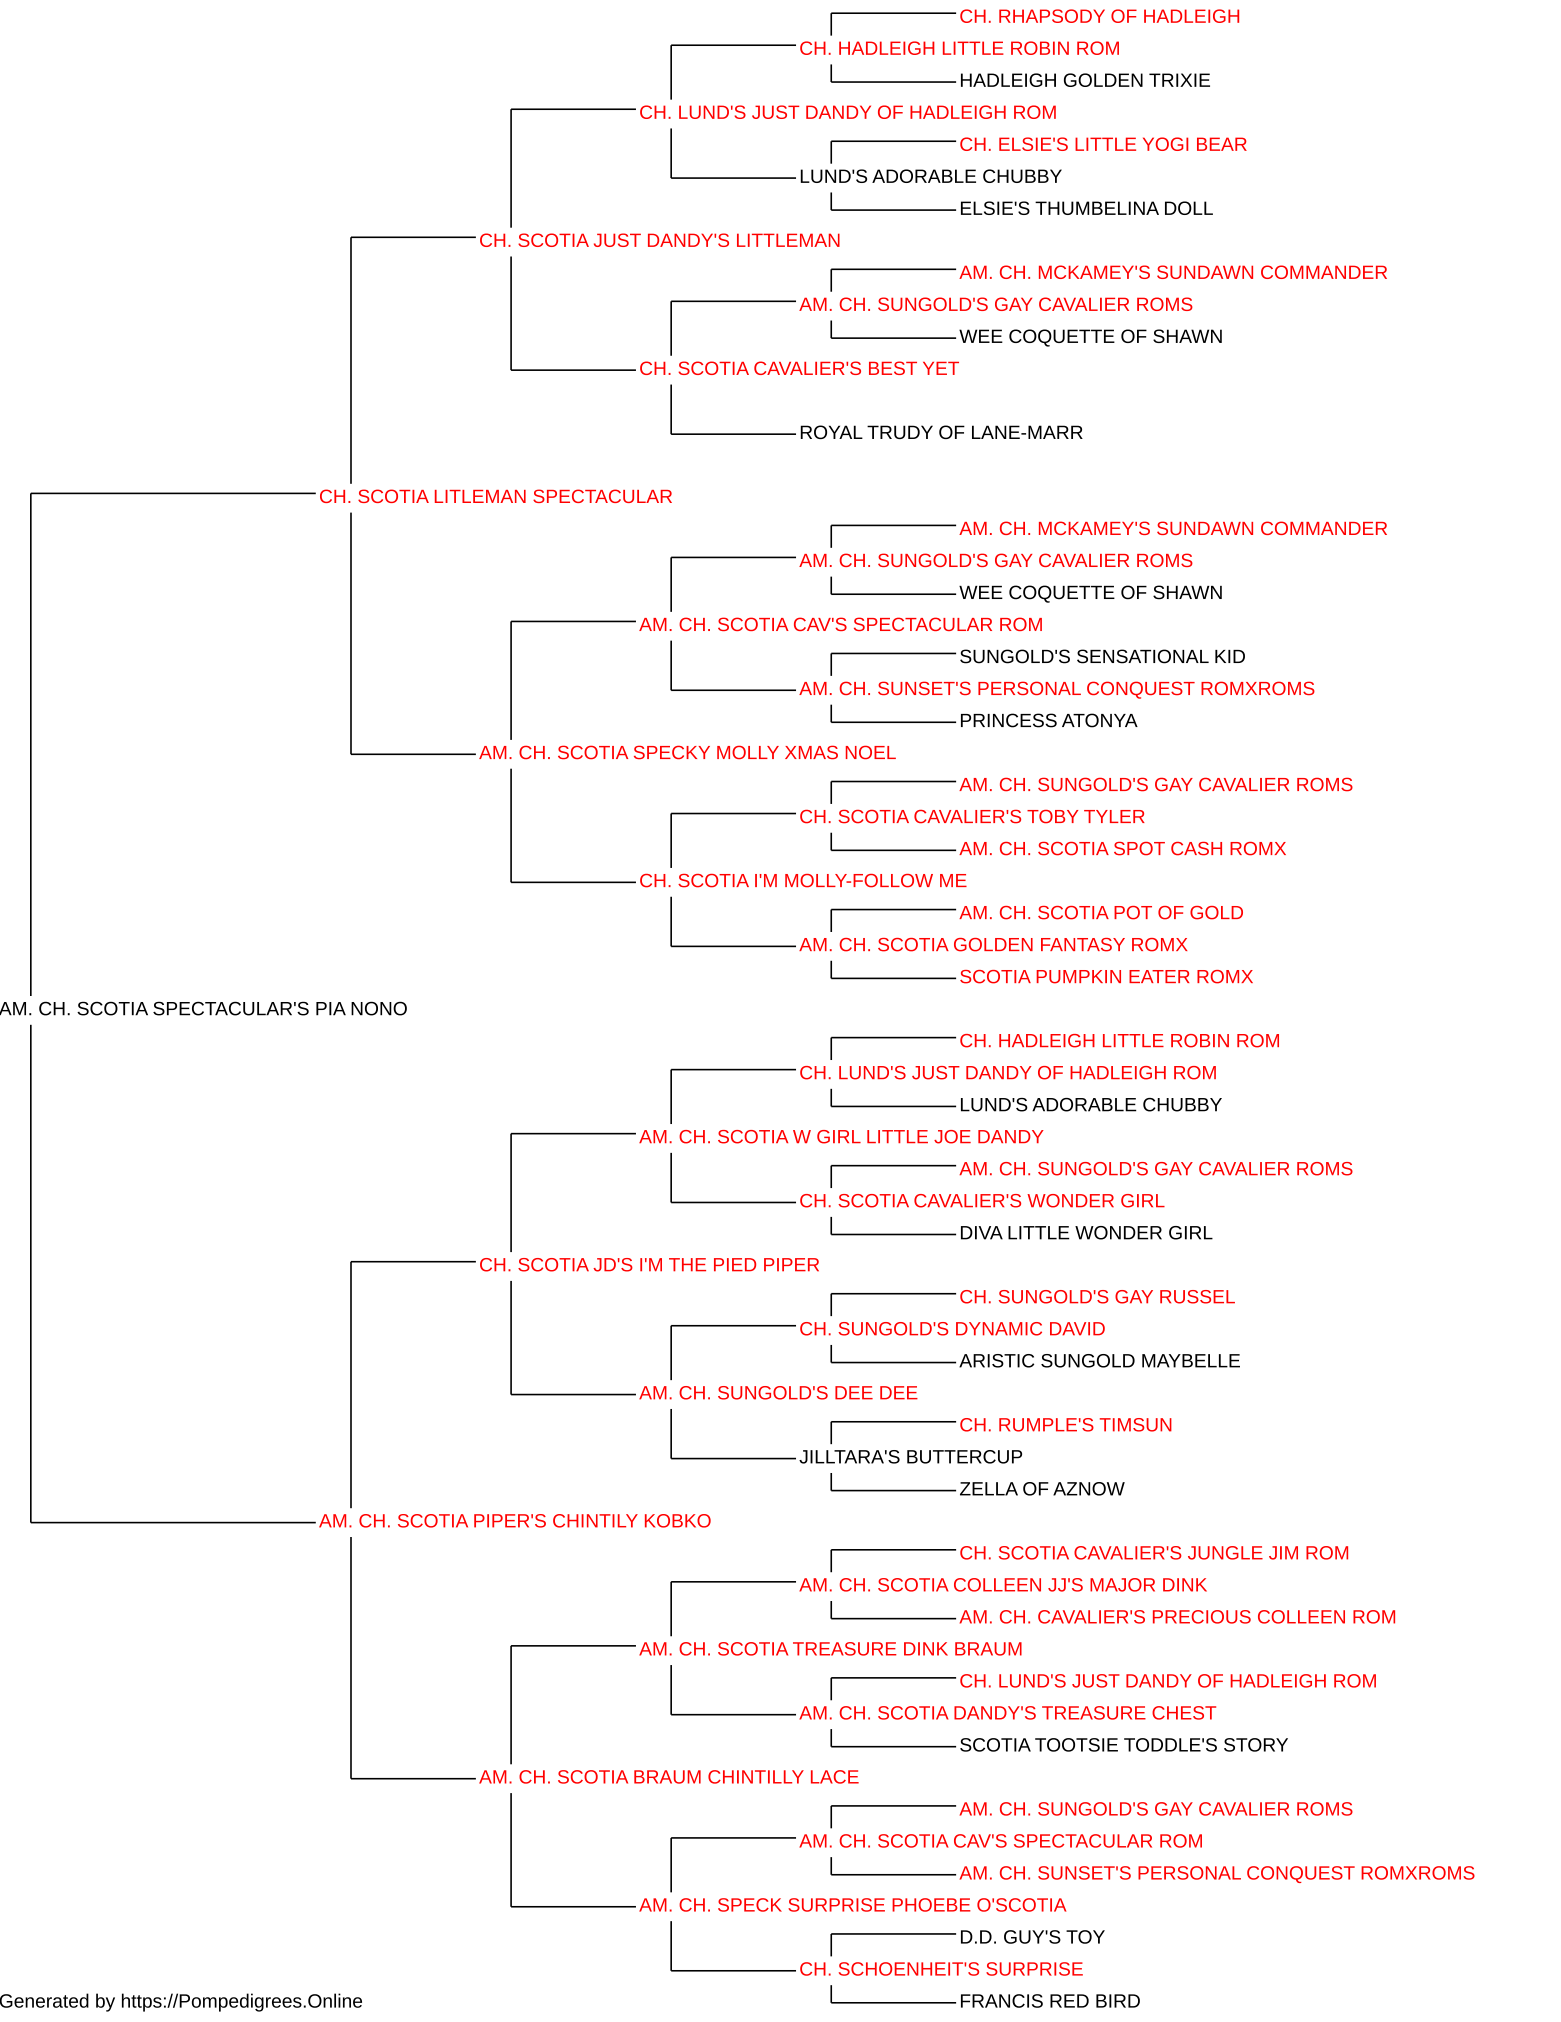 CH. RHAPSODY OF HADLEIGH
CH. HADLEIGH LITTLE ROBIN ROM
HADLEIGH GOLDEN TRIXIE
CH. LUND'S JUST DANDY OF HADLEIGH ROM
CH. ELSIE'S LITTLE YOGI BEAR
LUND'S ADORABLE CHUBBY
ELSIE'S THUMBELINA DOLL
CH. SCOTIA JUST DANDY'S LITTLEMAN
AM. CH. MCKAMEY'S SUNDAWN COMMANDER
AM. CH. SUNGOLD'S GAY CAVALIER ROMS
WEE COQUETTE OF SHAWN
CH. SCOTIA CAVALIER'S BEST YET
ROYAL TRUDY OF LANE-MARR
CH. SCOTIA LITLEMAN SPECTACULAR
AM. CH. MCKAMEY'S SUNDAWN COMMANDER
AM. CH. SUNGOLD'S GAY CAVALIER ROMS
WEE COQUETTE OF SHAWN
AM. CH. SCOTIA CAV'S SPECTACULAR ROM
SUNGOLD'S SENSATIONAL KID
AM. CH. SUNSET'S PERSONAL CONQUEST ROMXROMS
PRINCESS ATONYA
AM. CH. SCOTIA SPECKY MOLLY XMAS NOEL
AM. CH. SUNGOLD'S GAY CAVALIER ROMS
CH. SCOTIA CAVALIER'S TOBY TYLER
AM. CH. SCOTIA SPOT CASH ROMX
CH. SCOTIA I'M MOLLY-FOLLOW ME
AM. CH. SCOTIA POT OF GOLD
AM. CH. SCOTIA GOLDEN FANTASY ROMX
SCOTIA PUMPKIN EATER ROMX
AM. CH. SCOTIA SPECTACULAR'S PIA NONO
CH. HADLEIGH LITTLE ROBIN ROM
CH. LUND'S JUST DANDY OF HADLEIGH ROM
LUND'S ADORABLE CHUBBY
AM. CH. SCOTIA W GIRL LITTLE JOE DANDY
AM. CH. SUNGOLD'S GAY CAVALIER ROMS
CH. SCOTIA CAVALIER'S WONDER GIRL
DIVA LITTLE WONDER GIRL
CH. SCOTIA JD'S I'M THE PIED PIPER
CH. SUNGOLD'S GAY RUSSEL
CH. SUNGOLD'S DYNAMIC DAVID
ARISTIC SUNGOLD MAYBELLE
AM. CH. SUNGOLD'S DEE DEE
CH. RUMPLE'S TIMSUN
JILLTARA'S BUTTERCUP
ZELLA OF AZNOW
AM. CH. SCOTIA PIPER'S CHINTILY KOBKO
CH. SCOTIA CAVALIER'S JUNGLE JIM ROM
AM. CH. SCOTIA COLLEEN JJ'S MAJOR DINK
AM. CH. CAVALIER'S PRECIOUS COLLEEN ROM
AM. CH. SCOTIA TREASURE DINK BRAUM
CH. LUND'S JUST DANDY OF HADLEIGH ROM
AM. CH. SCOTIA DANDY'S TREASURE CHEST
SCOTIA TOOTSIE TODDLE'S STORY
AM. CH. SCOTIA BRAUM CHINTILLY LACE
AM. CH. SUNGOLD'S GAY CAVALIER ROMS
AM. CH. SCOTIA CAV'S SPECTACULAR ROM
AM. CH. SUNSET'S PERSONAL CONQUEST ROMXROMS
AM. CH. SPECK SURPRISE PHOEBE O'SCOTIA
D.D. GUY'S TOY
CH. SCHOENHEIT'S SURPRISE
FRANCIS RED BIRD
Generated by https://Pompedigrees.Online